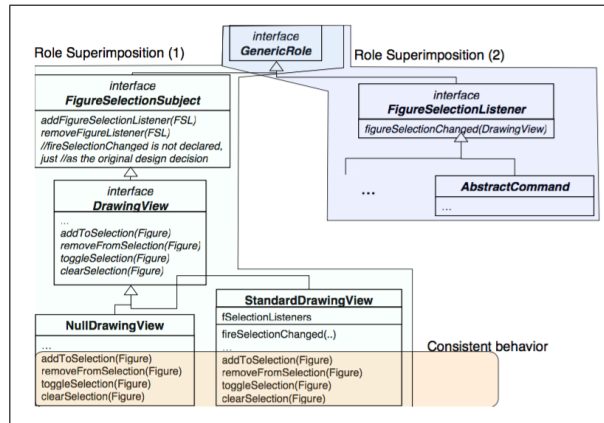 interface
GenericRole
Role Superimposition (1)
Role Superimposition (2)
interface
FigureSelectionSubject
addFigureSelectionListener(FSL)
removeFigureListener(FSL)
//fireSelectionChanged is not declared,
just //as the original design decision
interface
FigureSelectionListener
figureSelectionChanged(DrawingView)
...
AbstractCommand
...
interface
DrawingView
...
addToSelection(Figure)
removeFromSelection(Figure)
toggleSelection(Figure)
clearSelection(Figure)
NullDrawingView
...
addToSelection(Figure)
removeFromSelection(Figure)
toggleSelection(Figure)
clearSelection(Figure)
StandardDrawingView
fSelectionListeners
fireSelectionChanged(..)
...
addToSelection(Figure)
removeFromSelection(Figure)
toggleSelection(Figure)
clearSelection(Figure)
Consistent behavior